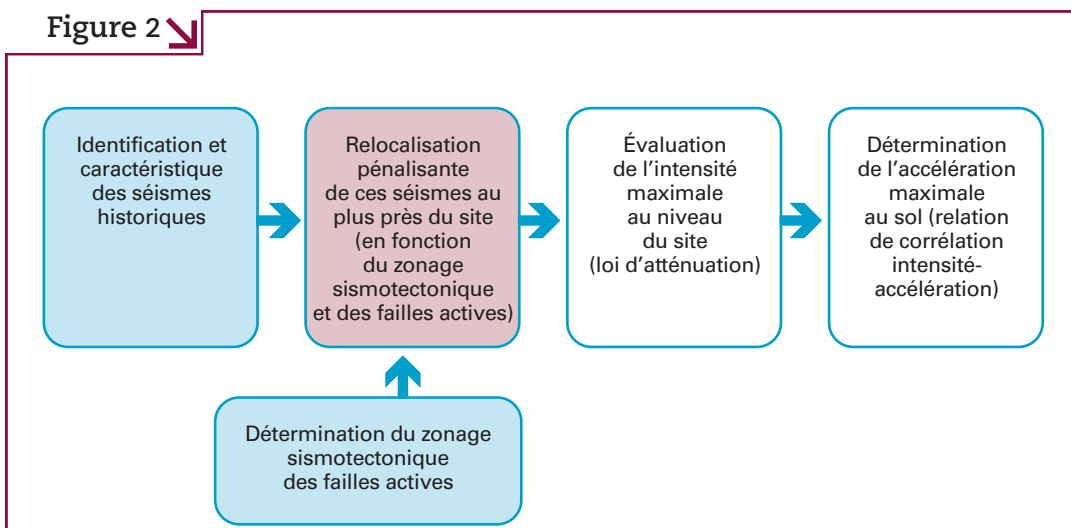 Figure 2
Identification et
caractéristique
des séismes
historiques
Relocalisation
pénalisante
de ces séismes au
plus près du site
(en fonction
du zonage
sismotectonique
et des failles actives)
Évaluation
de l'intensité
maximale
au niveau
du site
(loi d'atténuation)
Détermination
de l'accélération
maximale
au sol (relation
de corrélation
intensité-
accélération)
Détermination du zonage
sismotectonique
des failles actives